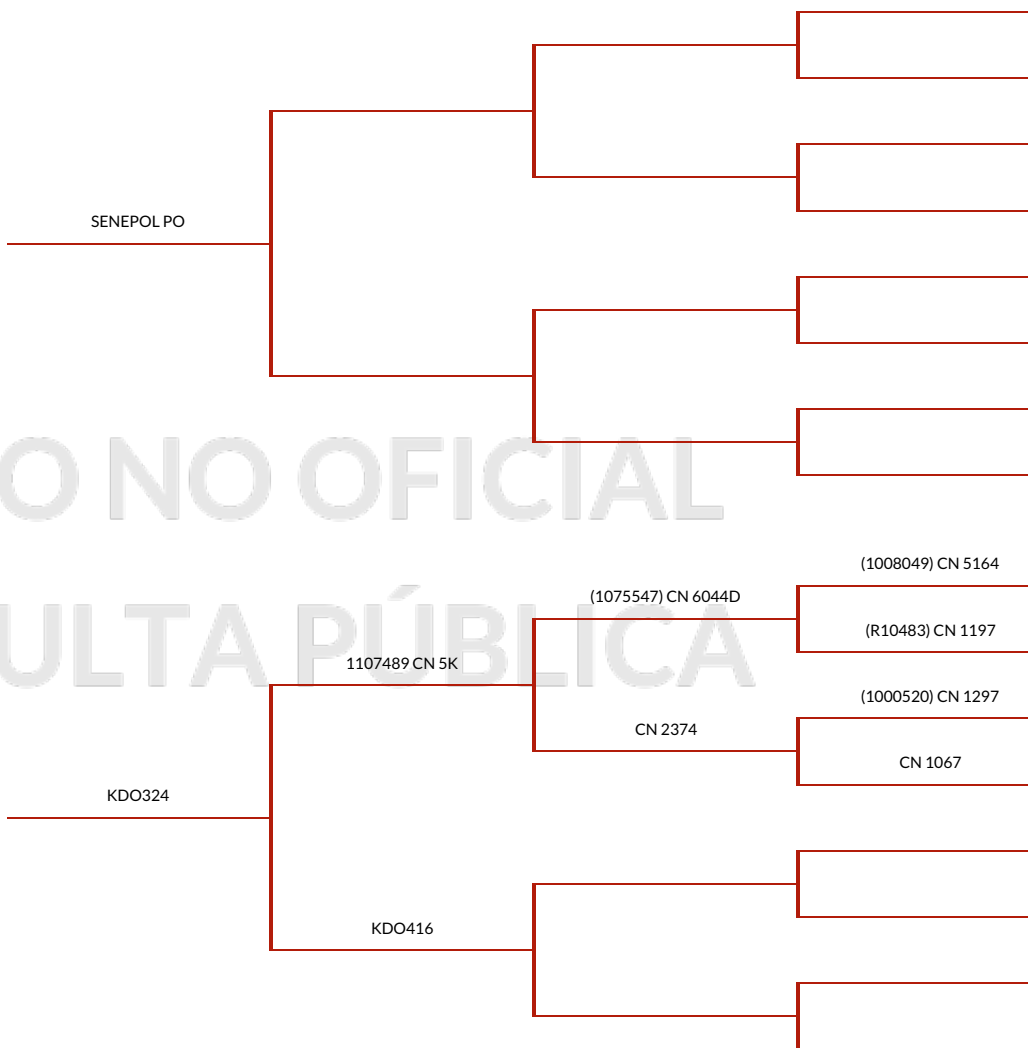 SENEPOL PO
O NO OFICIAL
(1008049) CN 5164
(1075547) CN 6044D
ULTA PÚBLICA
(R10483) CN 1197
1107489 CN 5K
(1000520) CN 1297
CN 2374
CN 1067
KDO324
KDO416